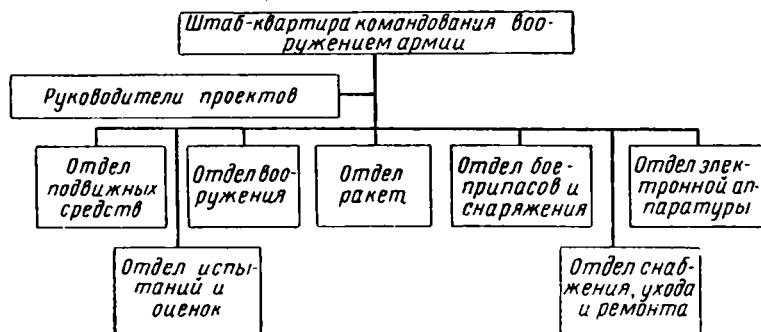 Штаб-квартира командования воо-
ружением армии
Руководители проектов
Отдел
подвижных
средств
Отдел воо-
ружения
Отдел
ракет
Отдел бое-
припасов и
снаряжения
Отдел элек-
тронной ап-
паратуры
Отдел испы-
таний и
оценок
Отдел снаб-
жения, ухода
и ремонта